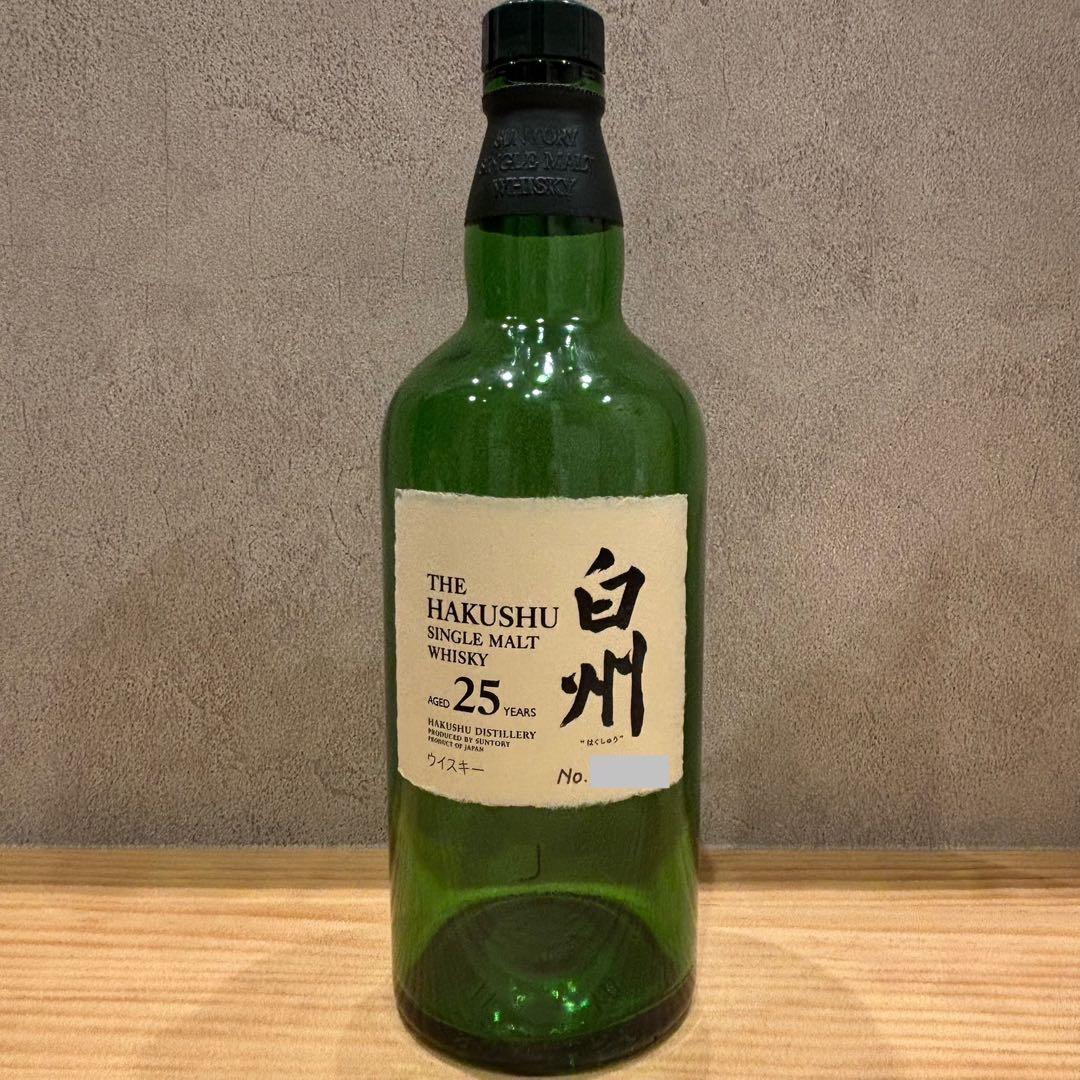 SUNTORY
SINGLE MALT
WHISKY
THE
HAKUSHU
SINGLE MALT
WHISKY
AGED 25 YEARS
HAKUSHU DISTILLERY
PRODUCED BY SUNTORY
PRODUCT OF JAPAN
ウイスキー
白州
"はくしゅう"
No.